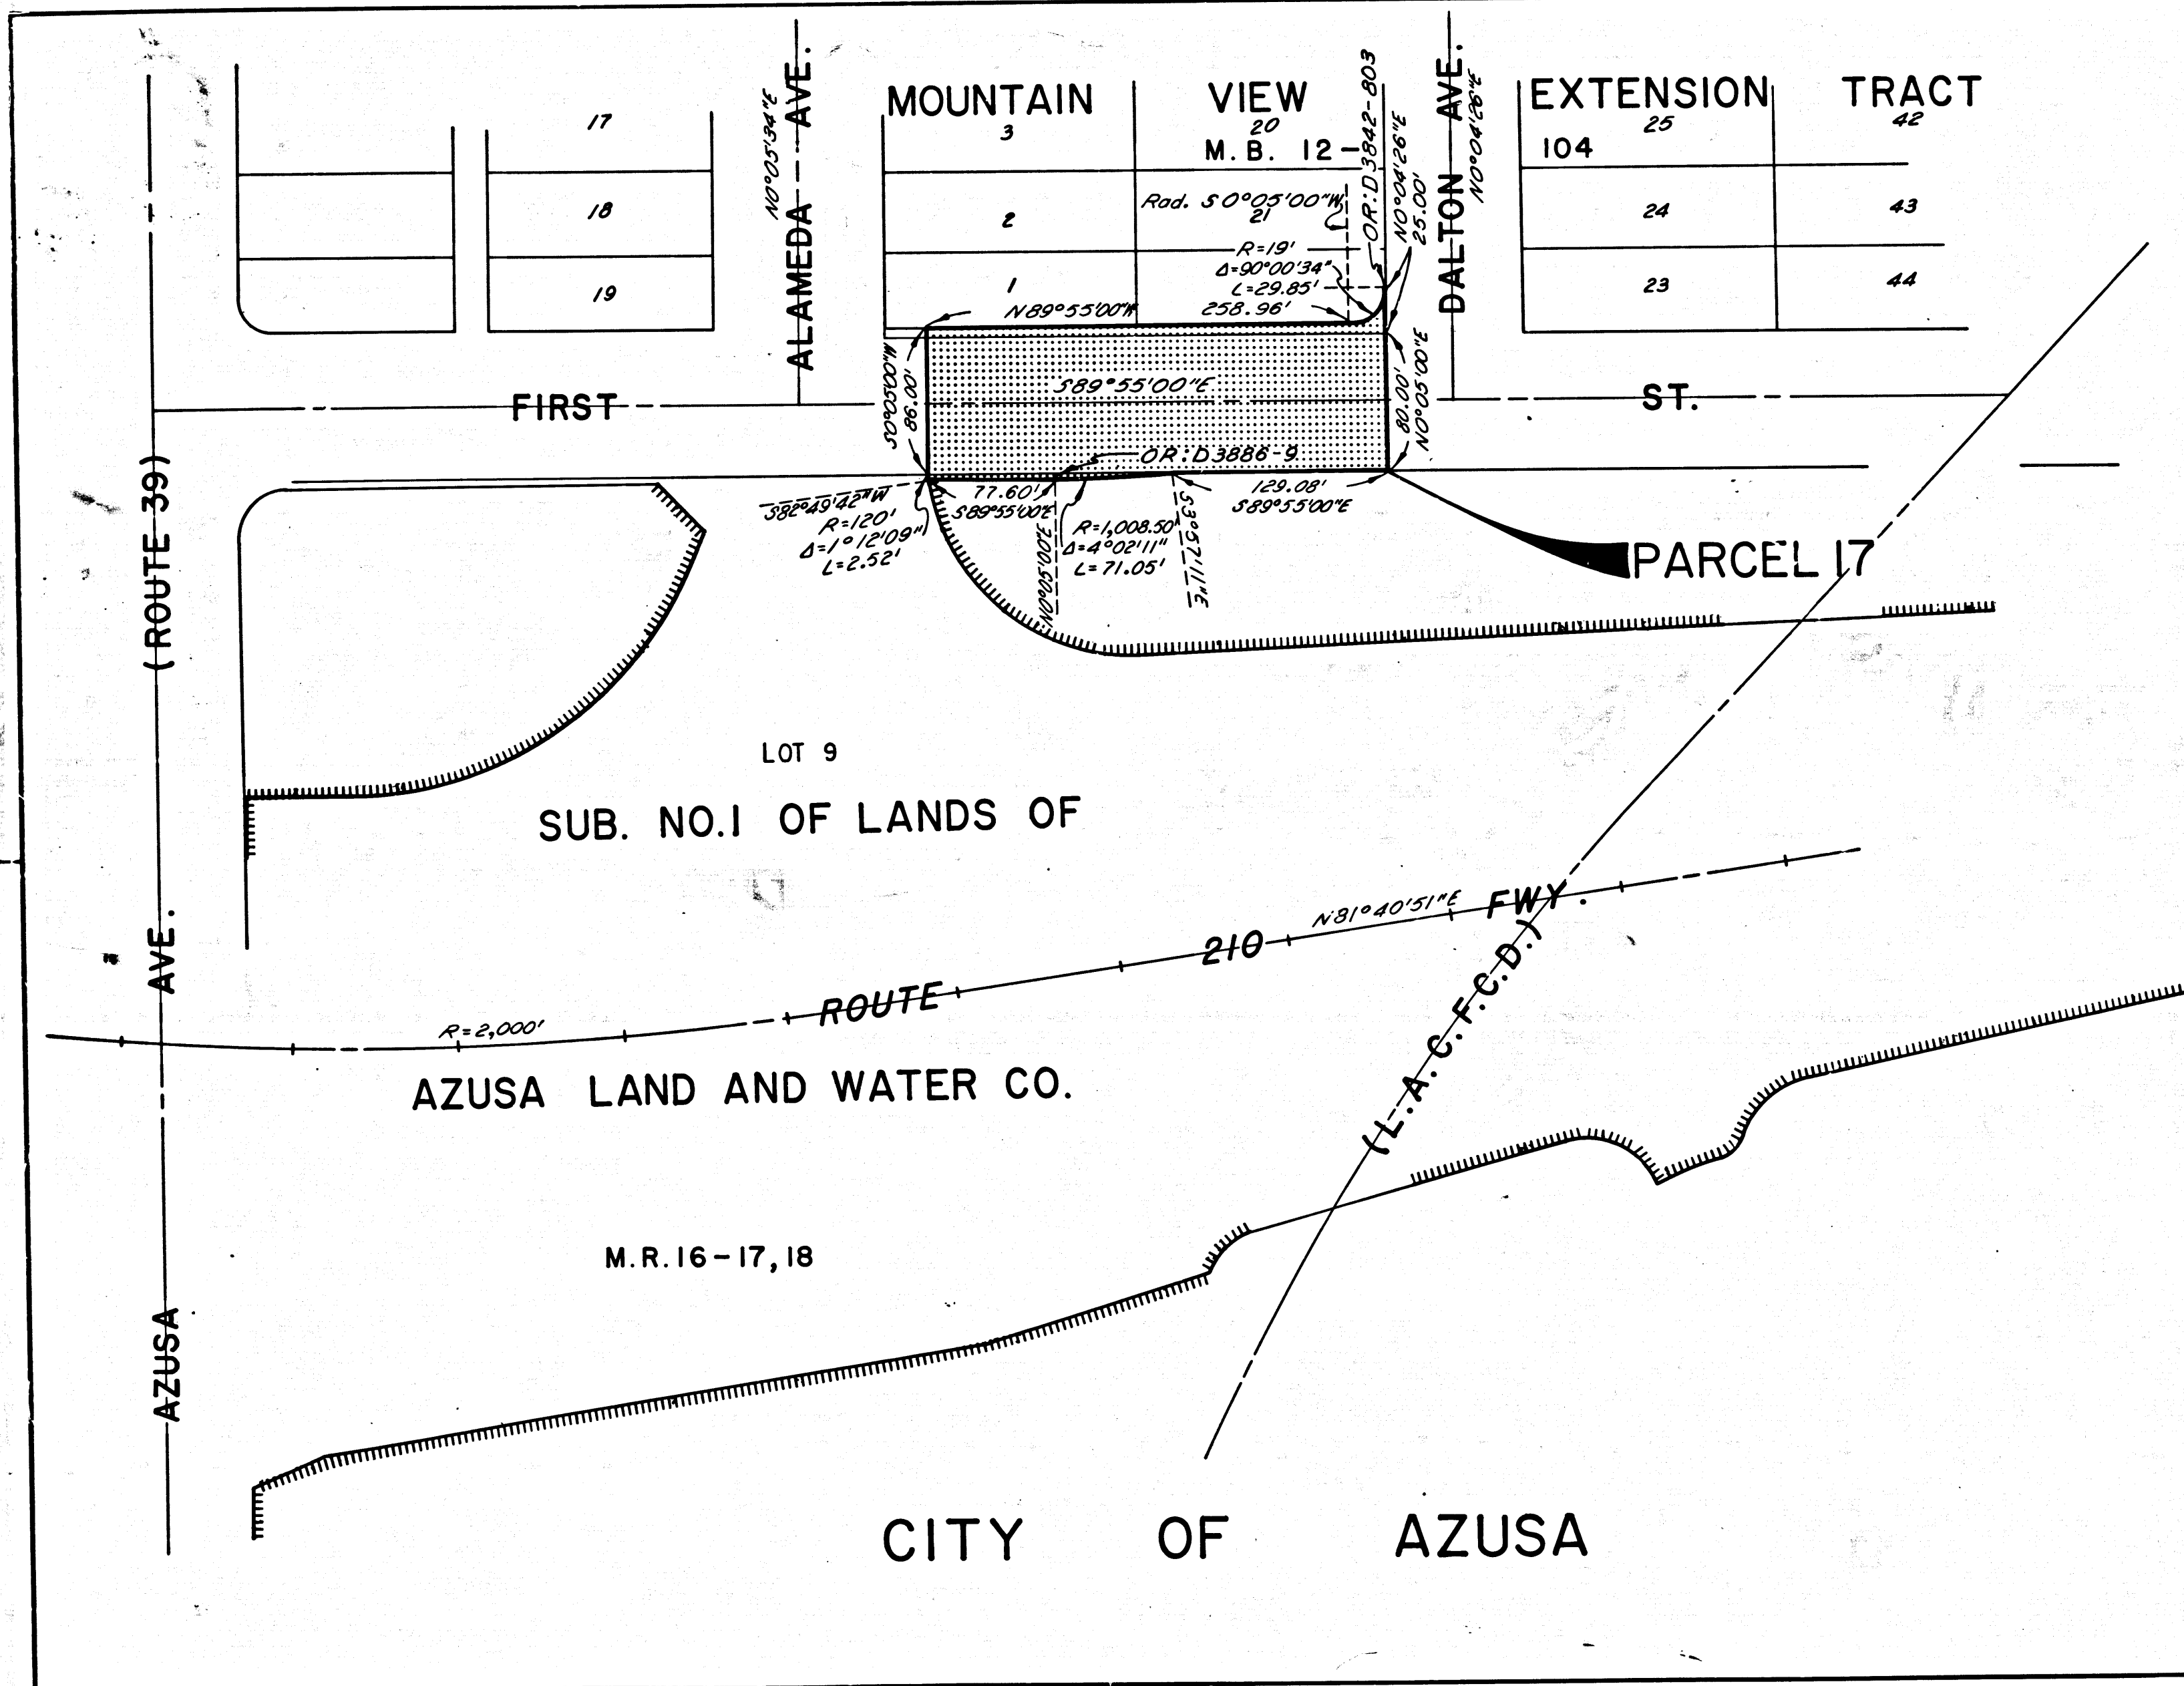 MOUNTAIN VIEW EXTENSION TRACT
3 20 25 42
M. B. 12 - 104
17
18
19
2
21
24
43
1
23
44
N0°05'34"E
ALAMEDA AVE.
OR: D3842-803
N0°04'26"E
25.00'
DALTON AVE.
N0°04'26"E
Rad. S 0°05'00"W
R=19'
Δ=90°00'34"
L=29.85'
N89°55'00"W 258.96'
S0°05'00"W
86.00'
S89°55'00"E
80.00'
N0°05'00"E
FIRST ST.
OR: D3886-9
S82°49'42"W
R=120'
Δ=1°12'09"
L=2.52'
77.60'
S89°55'00"E
N0°05'00"E
R=1,008.50'
Δ=4°02'11"
L=71.05'
S3°57'11"E
129.08'
S89°55'00"E
PARCEL 17
(ROUTE 39)
AZUSA AVE.
LOT 9
SUB. NO.1 OF LANDS OF
N81°40'51"E
ROUTE 210 FWY.
R=2,000'
(L.A.C.F.C.D.)
AZUSA LAND AND WATER CO.
M.R.16-17,18
CITY OF AZUSA